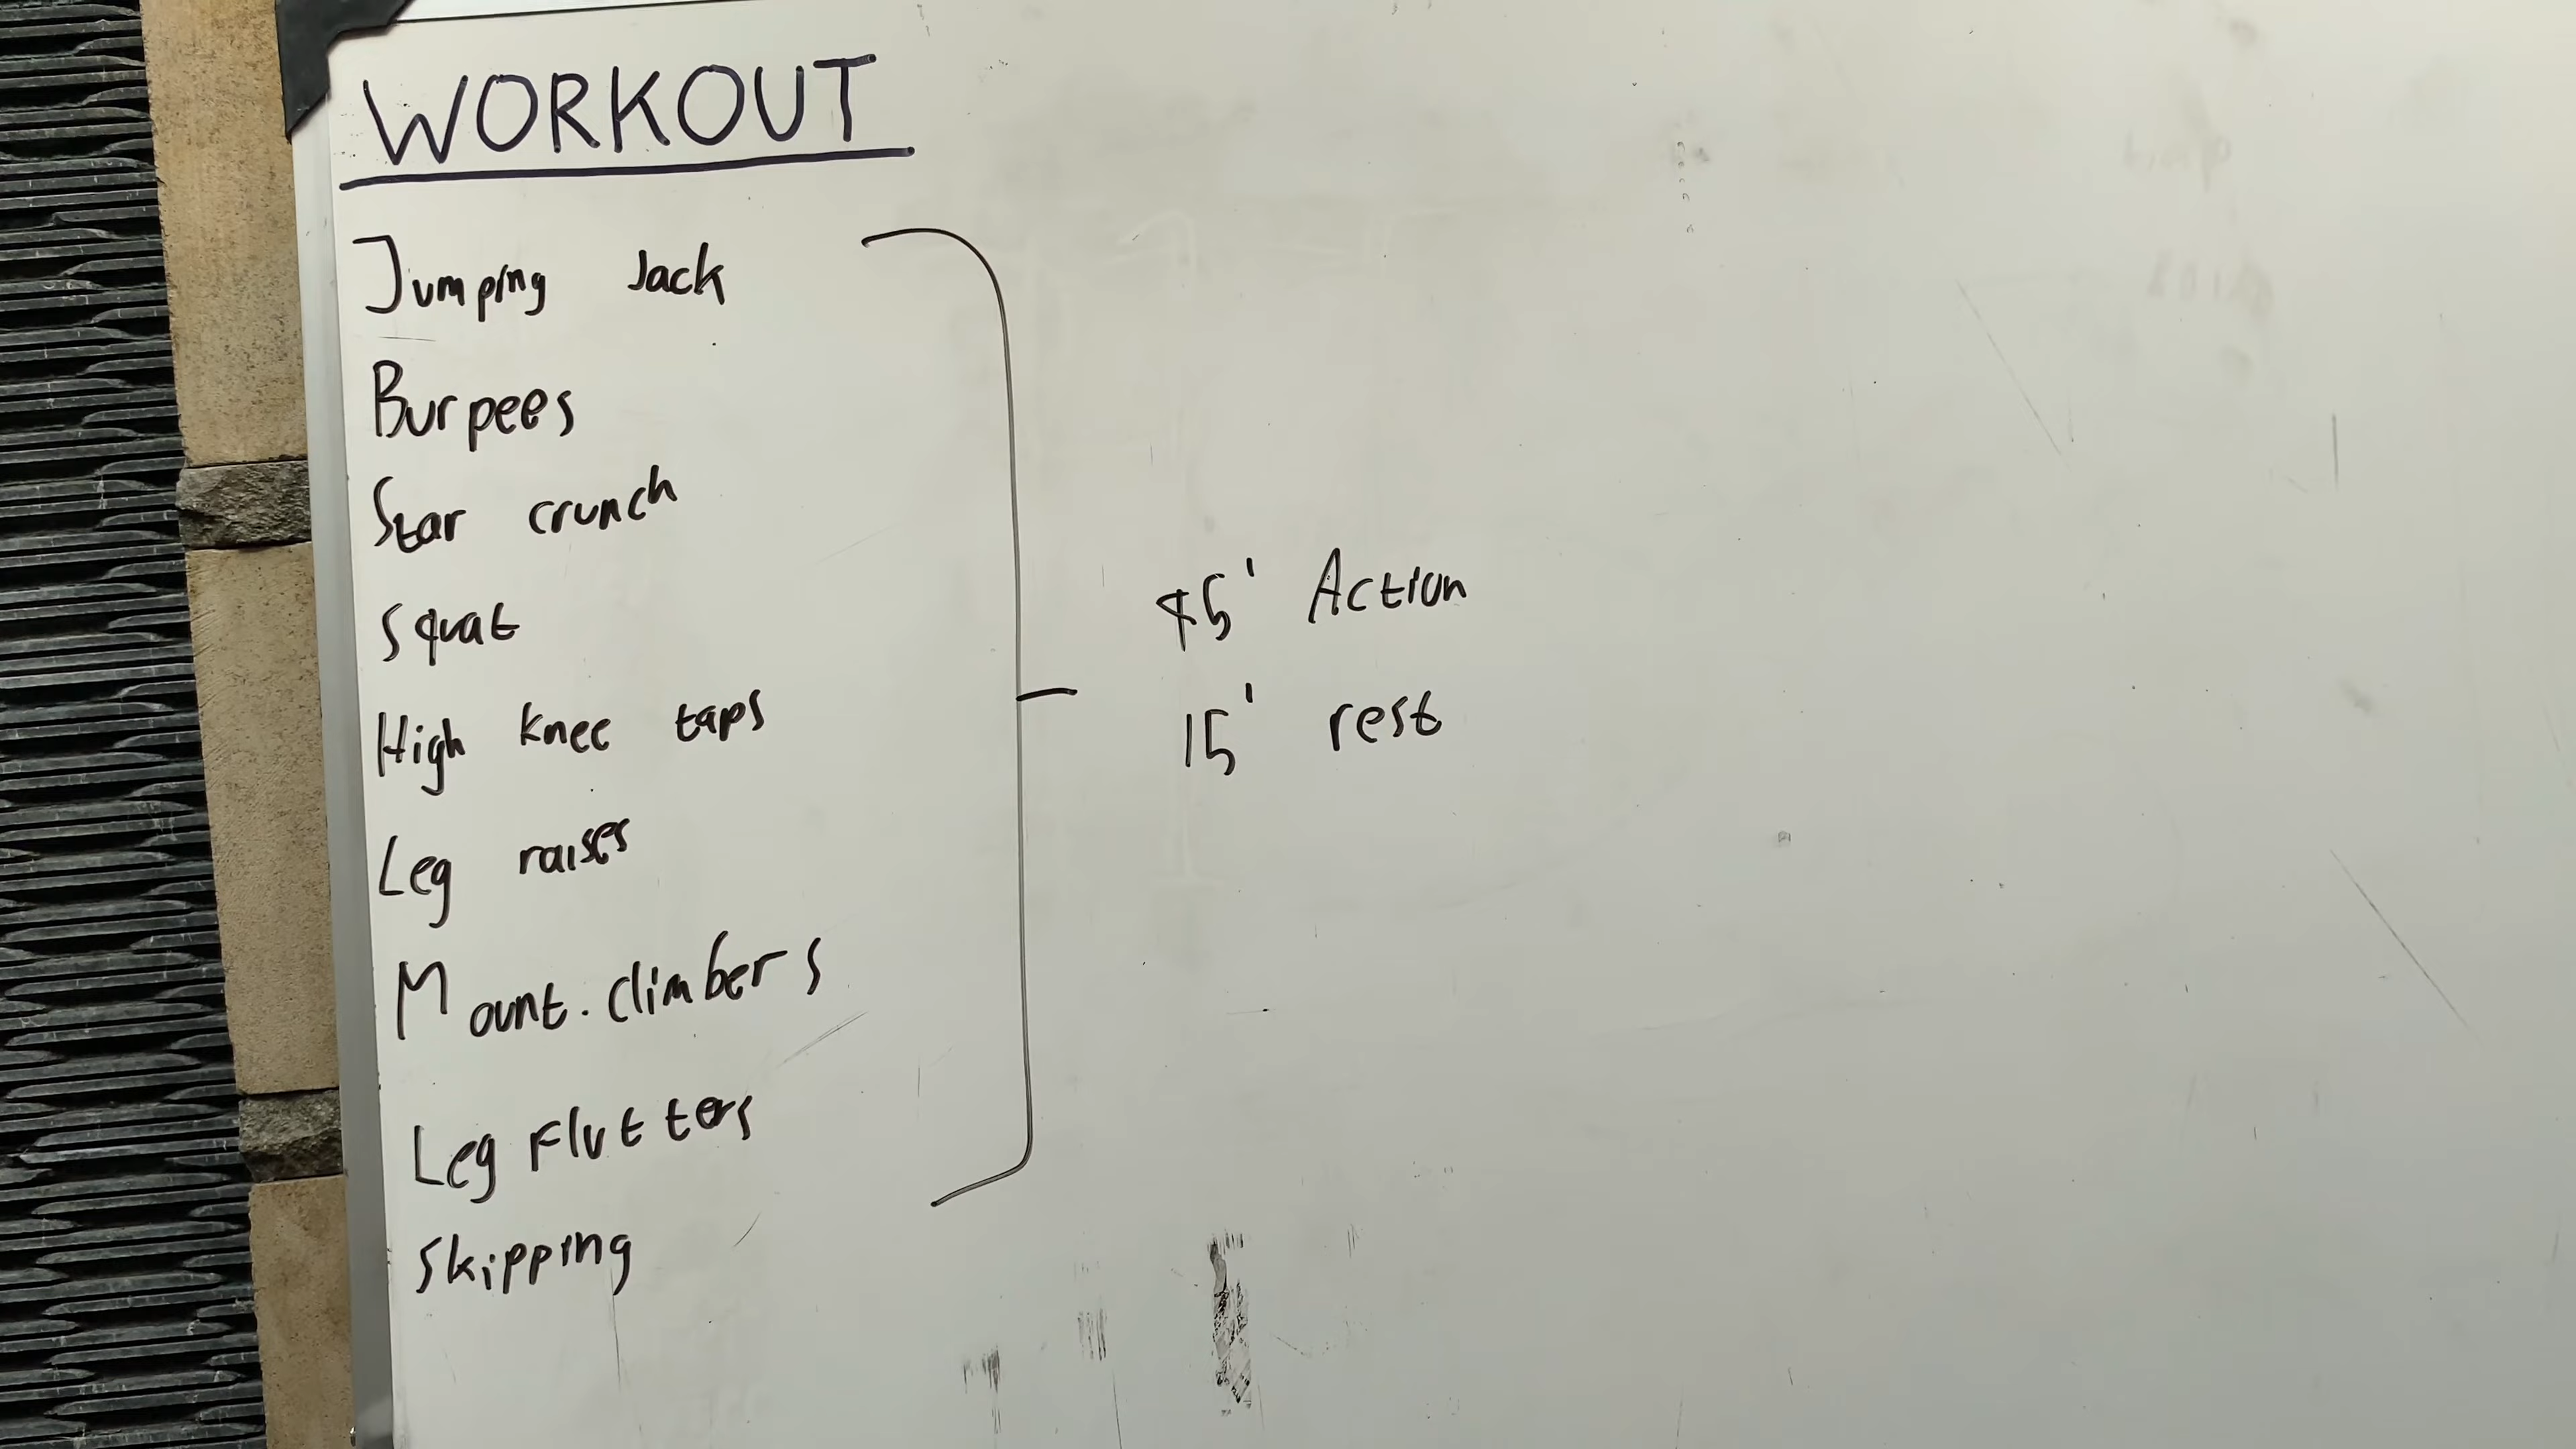 WORKOUT
Jumping Jack
Burpees
Star crunch
Squat
High knee taps
Leg raises
Mount. climbers
Leg Flutters
Skipping
45' Action
15' rest